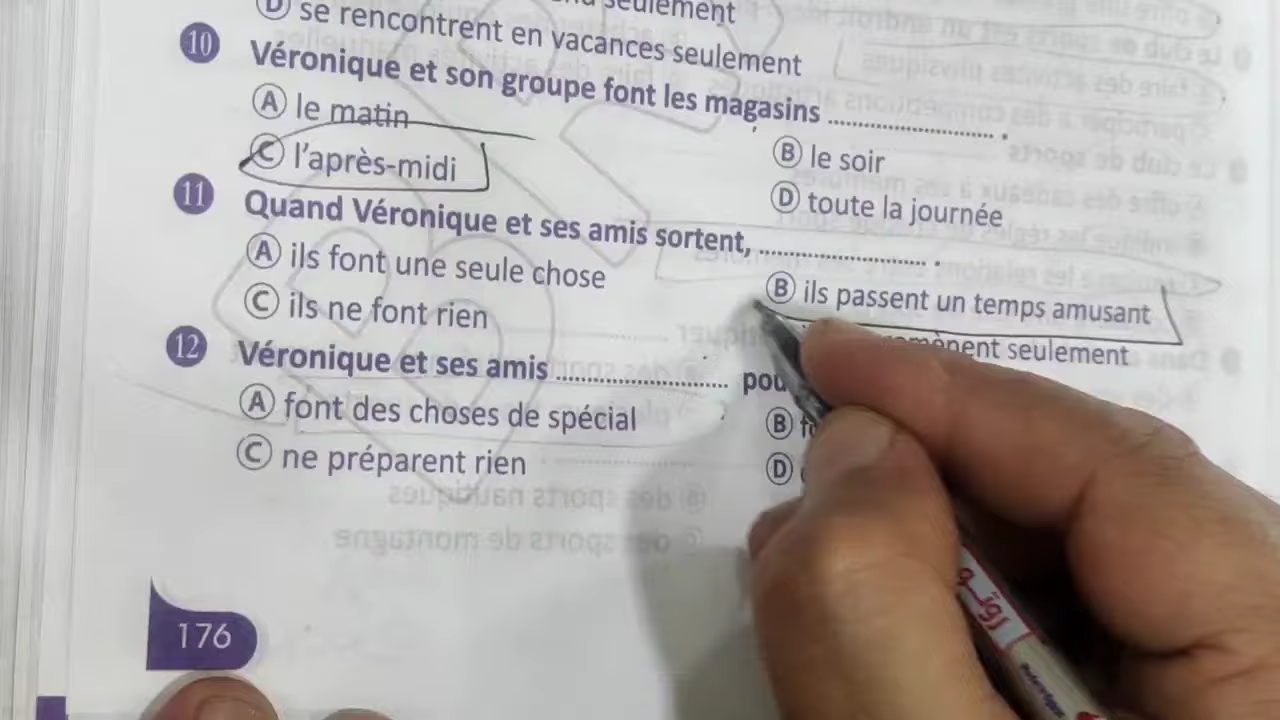 seulement
D se rencontrent en vacances seulement
10 Véronique et son groupe font les magasins .................... .
A le matin
B le soir
C l'après-midi
D toute la journée
11 Quand Véronique et ses amis sortent, .................... .
A ils font une seule chose
B ils passent un temps amusant
C ils ne font rien
seulement
12 Véronique et ses amis .................... pou
A font des choses de spécial
B
C ne préparent rien
D
176
روتو